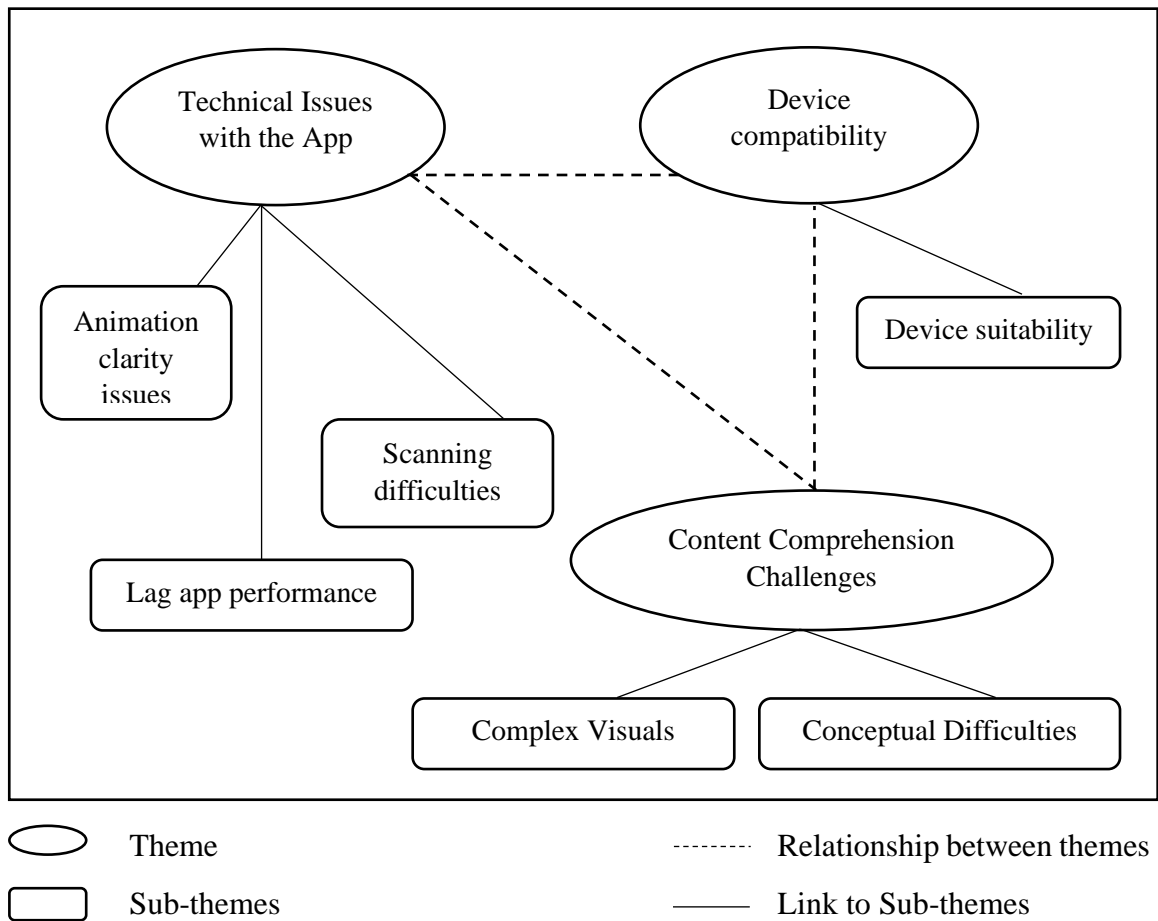 Technical Issues
with the App
Device
compatibility
Animation
clarity
issues
Device suitability
Scanning
difficulties
Content Comprehension
Challenges
Lag app performance
Complex Visuals
Conceptual Difficulties
Theme
Relationship between themes
Sub-themes
Link to Sub-themes